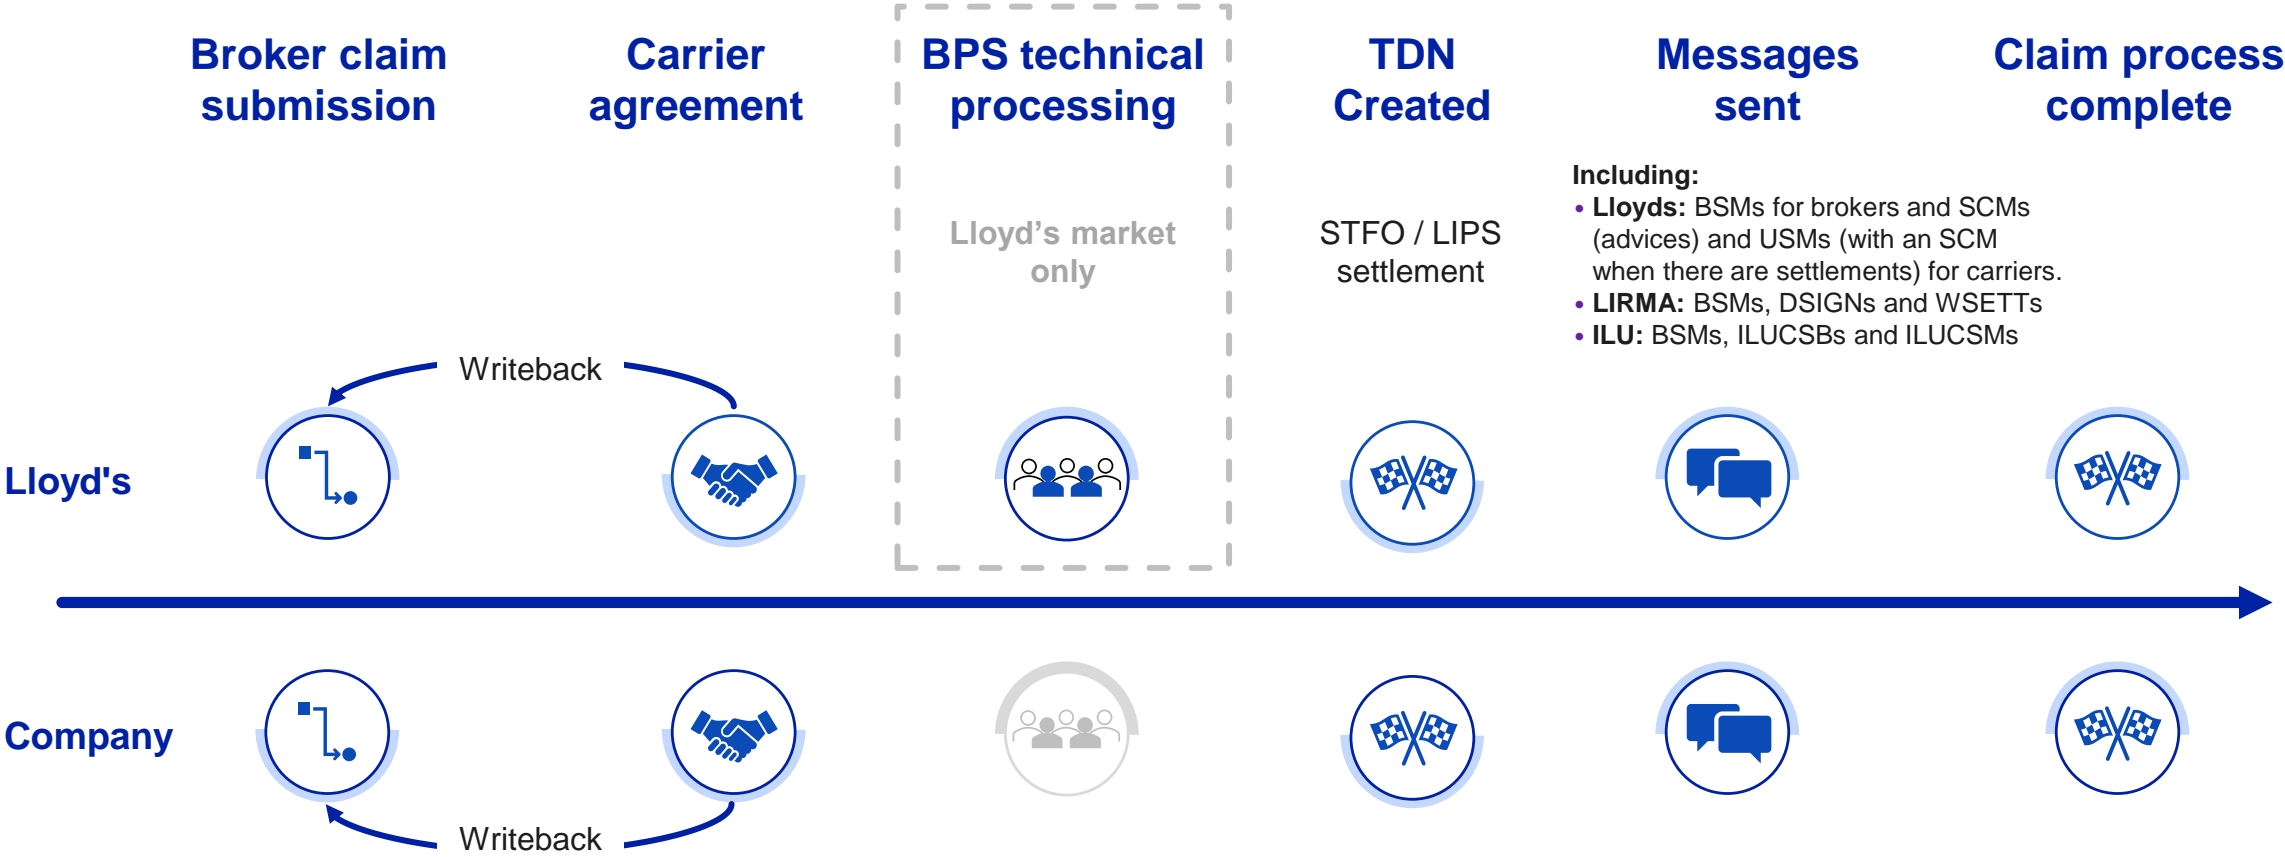 Broker claim
submission
Carrier
agreement
BPS technical
processing
TDN
Created
Messages
sent
Claim process
complete
Lloyd’s market
only
STFO / LIPS
settlement
Including:
• Lloyds: BSMs for brokers and SCMs
(advices) and USMs (with an SCM
when there are settlements) for carriers.
• LIRMA: BSMs, DSIGNs and WSETTs
• ILU: BSMs, ILUCSBs and ILUCSMs
Writeback
Lloyd's
Company
Writeback